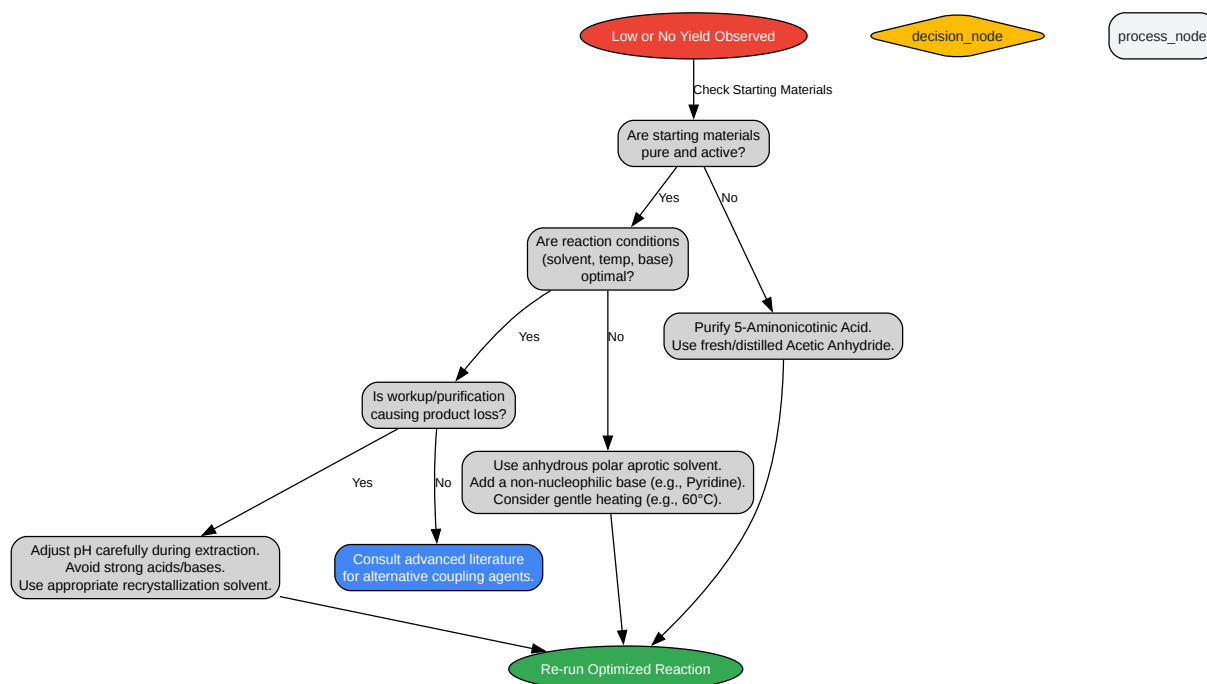 Low or No Yield Observed
decision_node
process_node
Check Starting Materials
Are starting materials
pure and active?
Yes
No
Are reaction conditions
(solvent, temp, base)
optimal?
Purify 5-Aminonicotinic Acid.
Use fresh/distilled Acetic Anhydride.
Yes
No
Is workup/purification
causing product loss?
Use anhydrous polar aprotic solvent.
Add a non-nucleophilic base (e.g., Pyridine).
Consider gentle heating (e.g., 60°C).
Yes
No
Adjust pH carefully during extraction.
Avoid strong acids/bases.
Use appropriate recrystallization solvent.
Consult advanced literature
for alternative coupling agents.
Re-run Optimized Reaction